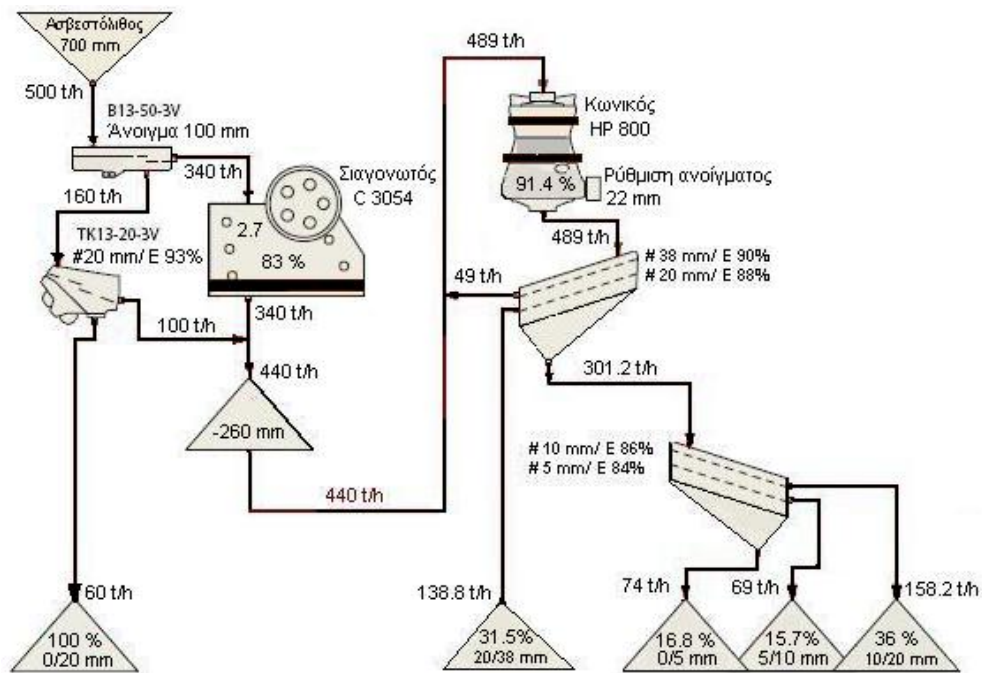 Ασβεστόλιθος
700 mm
500 t/h
B13-50-3V
Άνοιγμα 100 mm
340 t/h
160 t/h
TK13-20-3V
#20 mm/ E 93%
Σιαγονωτός
C 3054
2.7
83 %
340 t/h
100 t/h
440 t/h
-260 mm
440 t/h
60 t/h
100 %
0/20 mm
489 t/h
Κωνικός
HP 800
91.4 %
Ρύθμιση ανοίγματος
22 mm
489 t/h
# 38 mm/ E 90%
# 20 mm/ E 88%
49 t/h
301.2 t/h
# 10 mm/ E 86%
# 5 mm/ E 84%
138.8 t/h
31.5%
20/38 mm
74 t/h
16.8 %
0/5 mm
69 t/h
15.7%
5/10 mm
158.2 t/h
36 %
10/20 mm